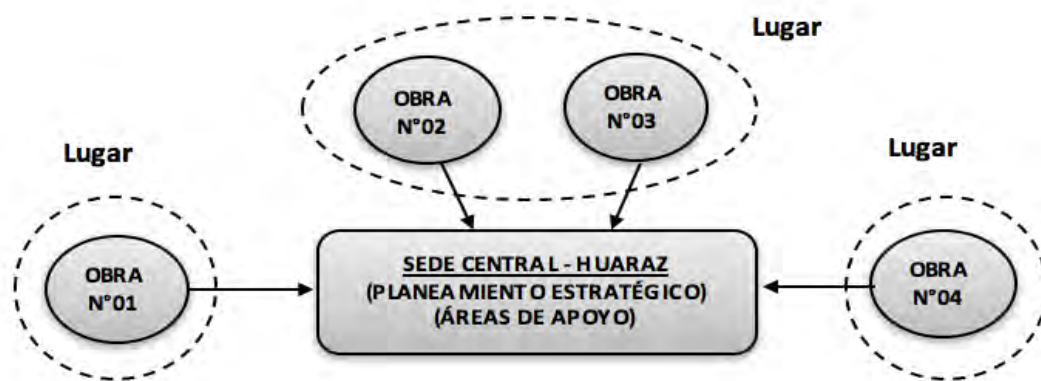 Lugar
OBRA
N°02
OBRA
N°03
Lugar
Lugar
OBRA
N°01
SEDE CENTRAL - HUARAZ
(PLANEAMIENTO ESTRATÉGICO)
(ÁREAS DE APOYO)
OBRA
N°04